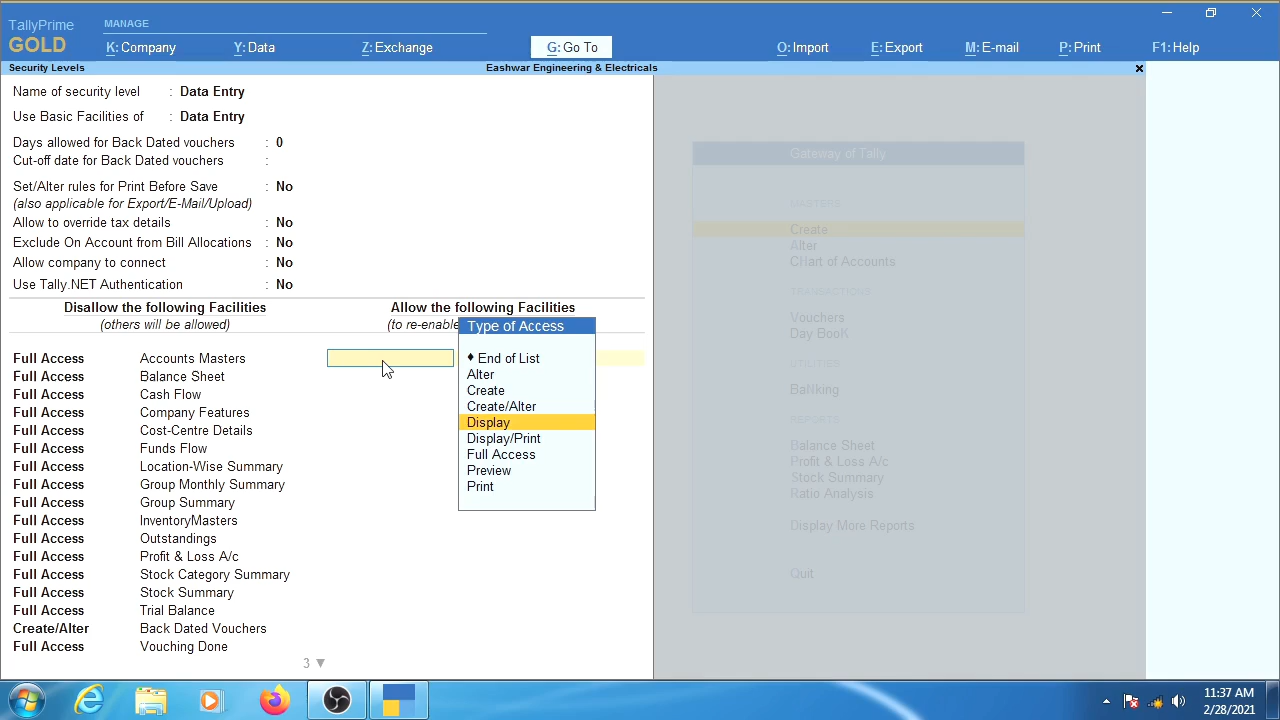 TallyPrime
GOLD
MANAGE
K: Company
Y: Data
Z: Exchange
G: Go To
O: Import
E: Export
M: E-mail
P: Print
F1: Help
Security Levels
Eashwar Engineering & Electricals
Name of security level : Data Entry
Use Basic Facilities of : Data Entry
Days allowed for Back Dated vouchers : 0
Cut-off date for Back Dated vouchers :
Set/Alter rules for Print Before Save : No
(also applicable for Export/E-Mail/Upload)
Allow to override tax details : No
Exclude On Account from Bill Allocations : No
Allow company to connect : No
Use Tally.NET Authentication : No
Disallow the following Facilities
(others will be allowed)
Allow the following Facilities
(to re-enable
Full Access Accounts Masters
Full Access Balance Sheet
Full Access Cash Flow
Full Access Company Features
Full Access Cost-Centre Details
Full Access Funds Flow
Full Access Location-Wise Summary
Full Access Group Monthly Summary
Full Access Group Summary
Full Access InventoryMasters
Full Access Outstandings
Full Access Profit & Loss A/c
Full Access Stock Category Summary
Full Access Stock Summary
Full Access Trial Balance
Create/Alter Back Dated Vouchers
Full Access Vouching Done
3 ▼
Type of Access
♦ End of List
Alter
Create
Create/Alter
Display
Display/Print
Full Access
Preview
Print
Gateway of Tally
MASTERS
Create
Alter
CHart of Accounts
TRANSACTIONS
Vouchers
Day BooK
UTILITIES
BaNking
REPORTS
Balance Sheet
Profit & Loss A/c
Stock Summary
Ratio Analysis
Display More Reports
Quit
11:37 AM
2/28/2021